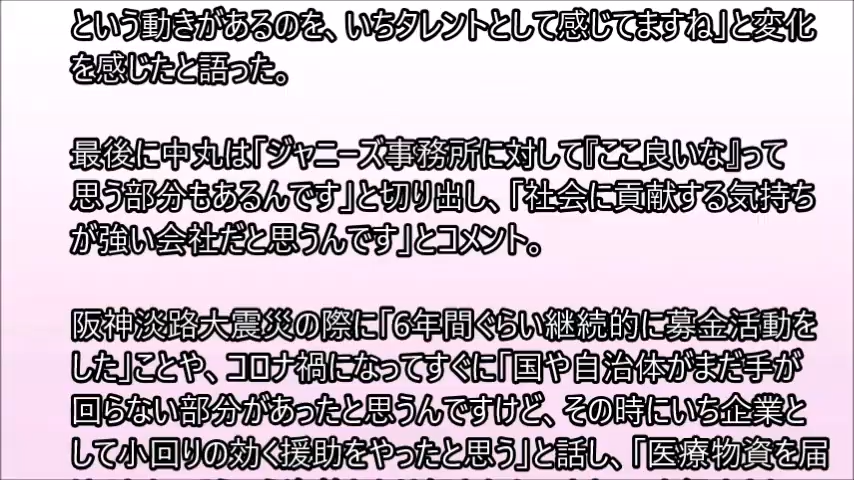 という動きがあるのを、いちタレントとして感じてますね」と変化
を感じたと語った。
最後に中丸は「ジャニーズ事務所に対して『ここ良いな』って
思う部分もあるんです」と切り出し、「社会に貢献する気持ち
が強い会社だと思うんです」とコメント。
阪神淡路大震災の際に「6年間ぐらい継続的に募金活動を
した」ことや、コロナ禍になってすぐに「国や自治体がまだ手が
回らない部分があったと思うんですけど、その時にいち企業と
して小回りの効く援助をやったと思う」と話し、「医療物資を届